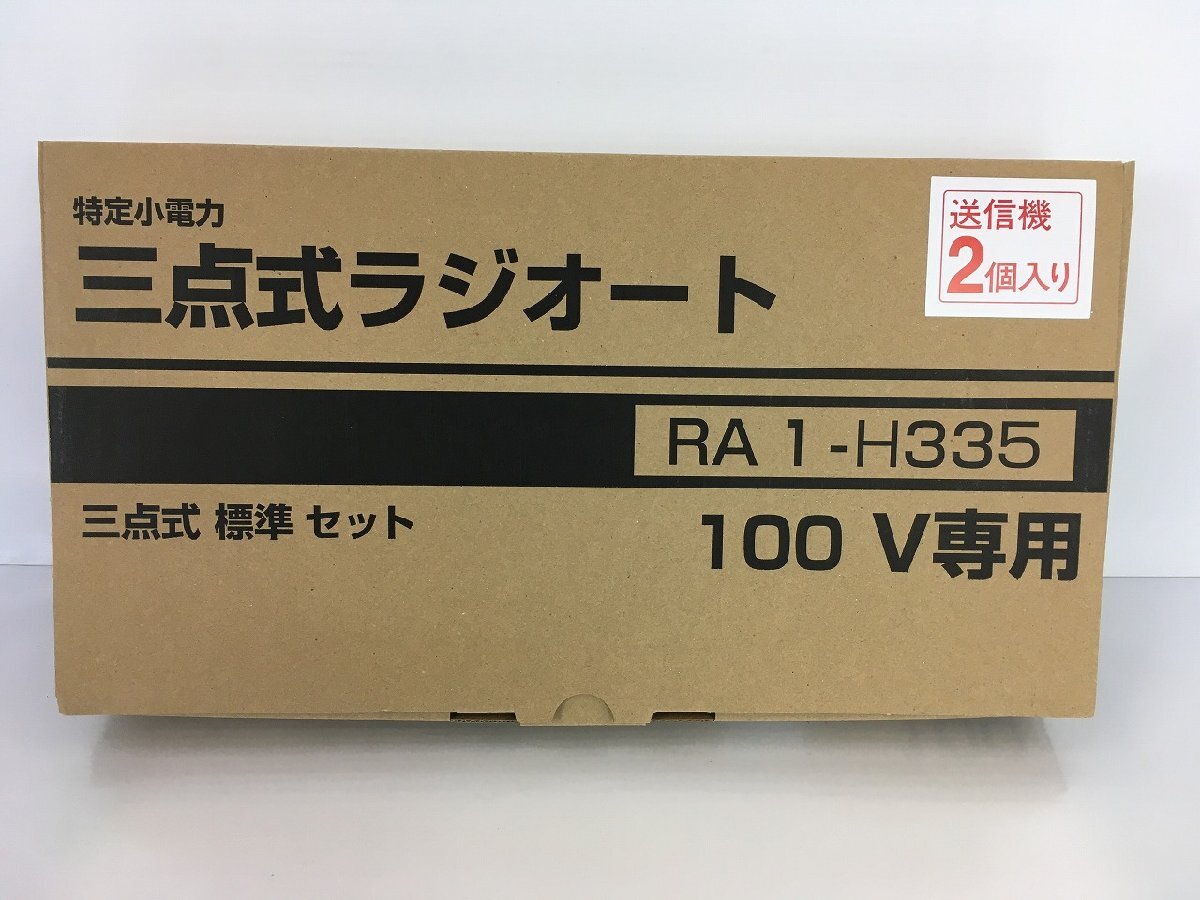 特定小電力
三点式ラジオート
送信機
2個入り
RA 1 -H335
三点式 標準 セット
100 V専用